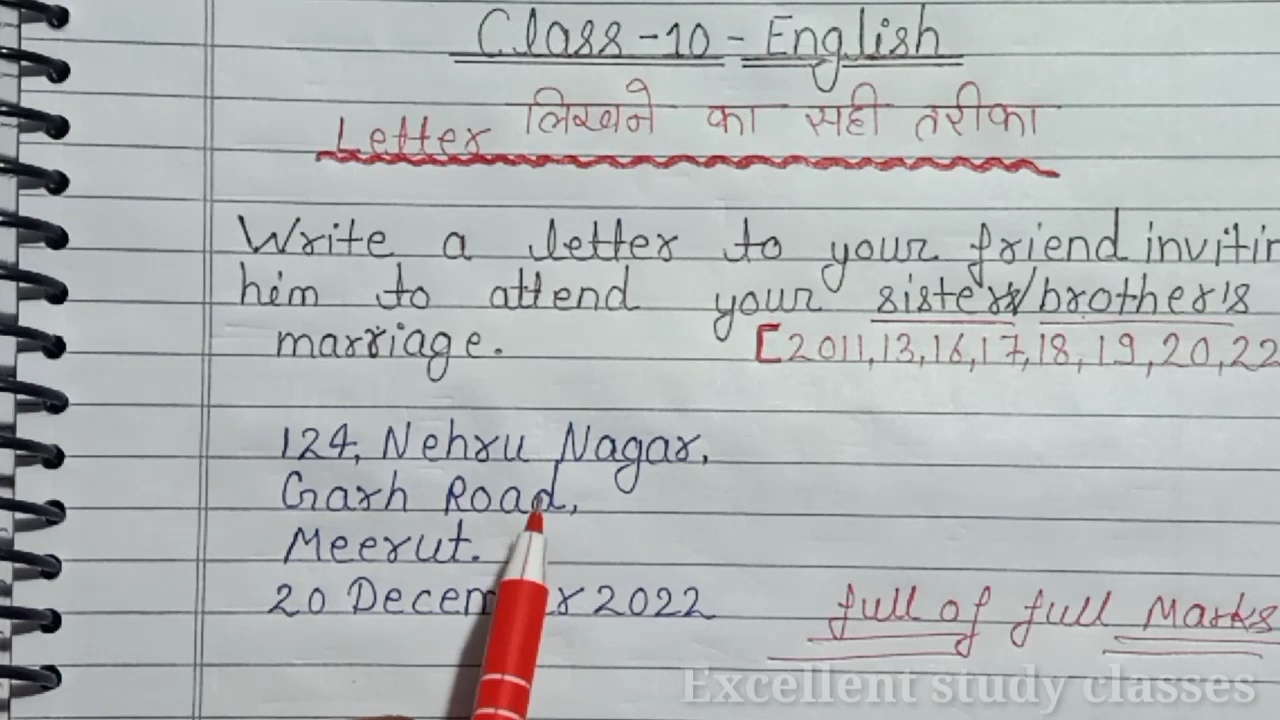 Class-10-English
Letter लिखने का सही तरीका
Write a letter to your friend invitin
him to attend your sister's/brother's
marriage. [2011,13,16,17,18,19,20,22
124, Nehru Nagar,
Garh Road,
Meerut.
20 December 2022
full of full Marks
Excellent study classes